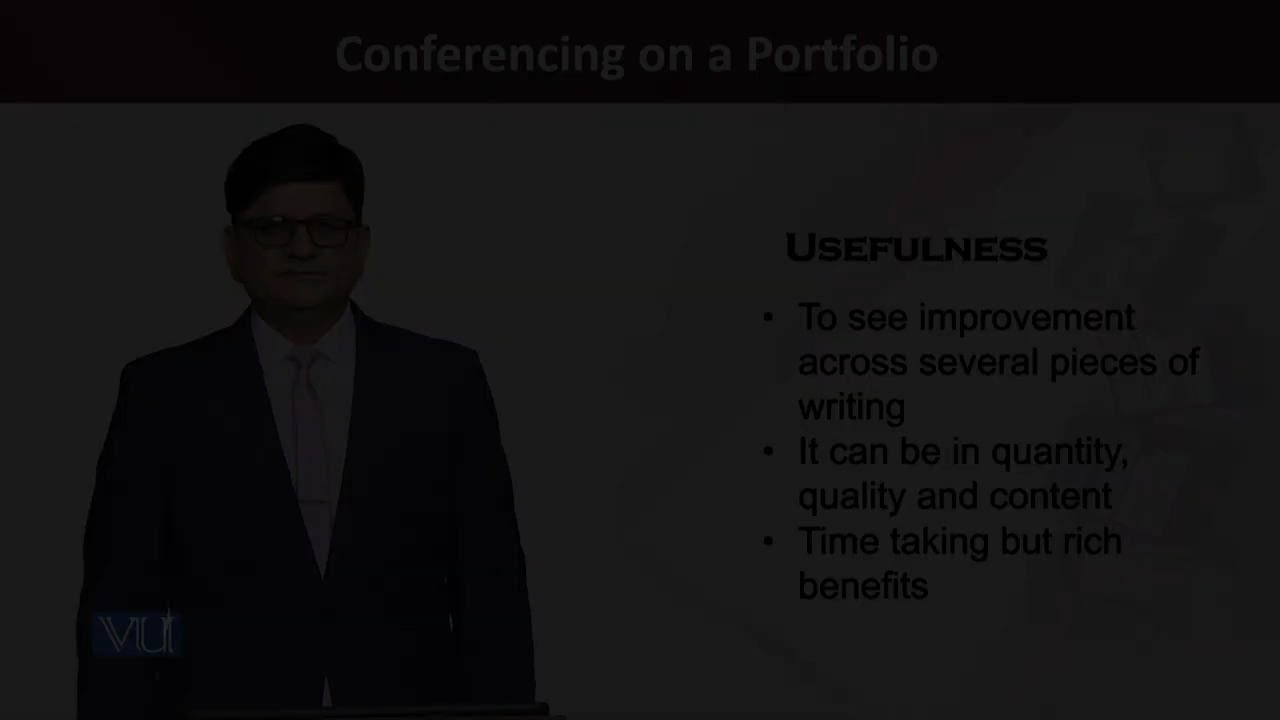 Conferencing on a Portfolio
USEFULNESS
• To see improvement
across several pieces of
writing
• It can be in quantity,
quality and content
• Time taking but rich
benefits
VU